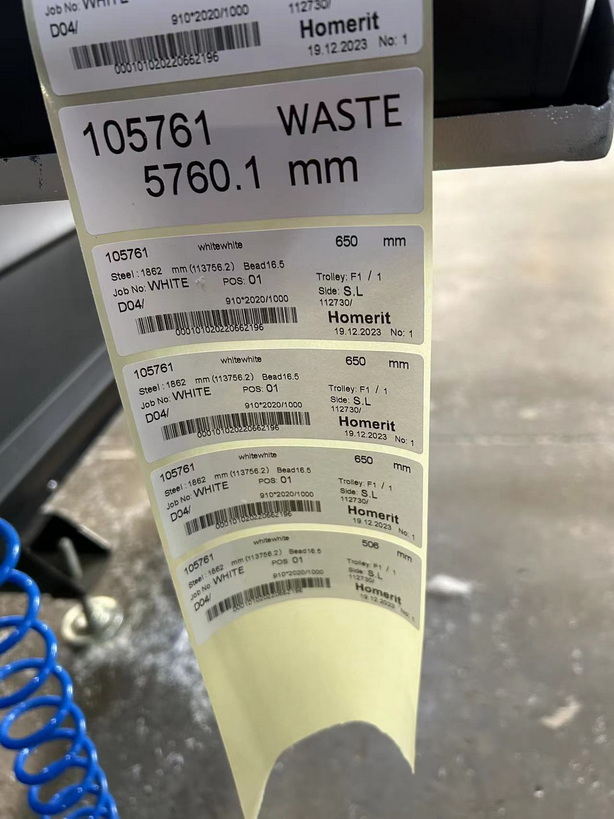 Job No: WHITE
D04/
910*2020/1000
000101020220662196
112730/
Homerit
19.12.2023 No: 1
105761 WASTE
5760.1 mm
105761 whitewhite 650 mm
Steel : 1862 mm (113756.2) Bead16.5
Trolley: F1 / 1
Job No: WHITE POS: 01
Side: S.L
D04/
112730/
910*2020/1000
Homerit
000101020220662196
19.12.2023 No: 1
105761 whitewhite 650 mm
Steel : 1862 mm (113756.2) Bead16.5
Trolley: F1 / 1
Job No: WHITE POS: 01
Side: S.L
D04/
112730/
910*2020/1000
Homerit
000101020220662196
19.12.2023 No: 1
105761 whitewhite 650 mm
Steel : 1862 mm (113756.2) Bead16.5
Trolley: F1 / 1
Job No: WHITE POS: 01
Side: S.L
D04/
112730/
910*2020/1000
Homerit
000101020220662196
19.12.2023 No: 1
105761 whitewhite 506 mm
Steel : 1862 mm (113756.2) Bead16.5
Trolley: F1 / 1
Job No: WHITE POS: 01
Side: S.L
D04/
112730/
910*2020/1000
Homerit
000101020220662196
19.12.2023 No: 1